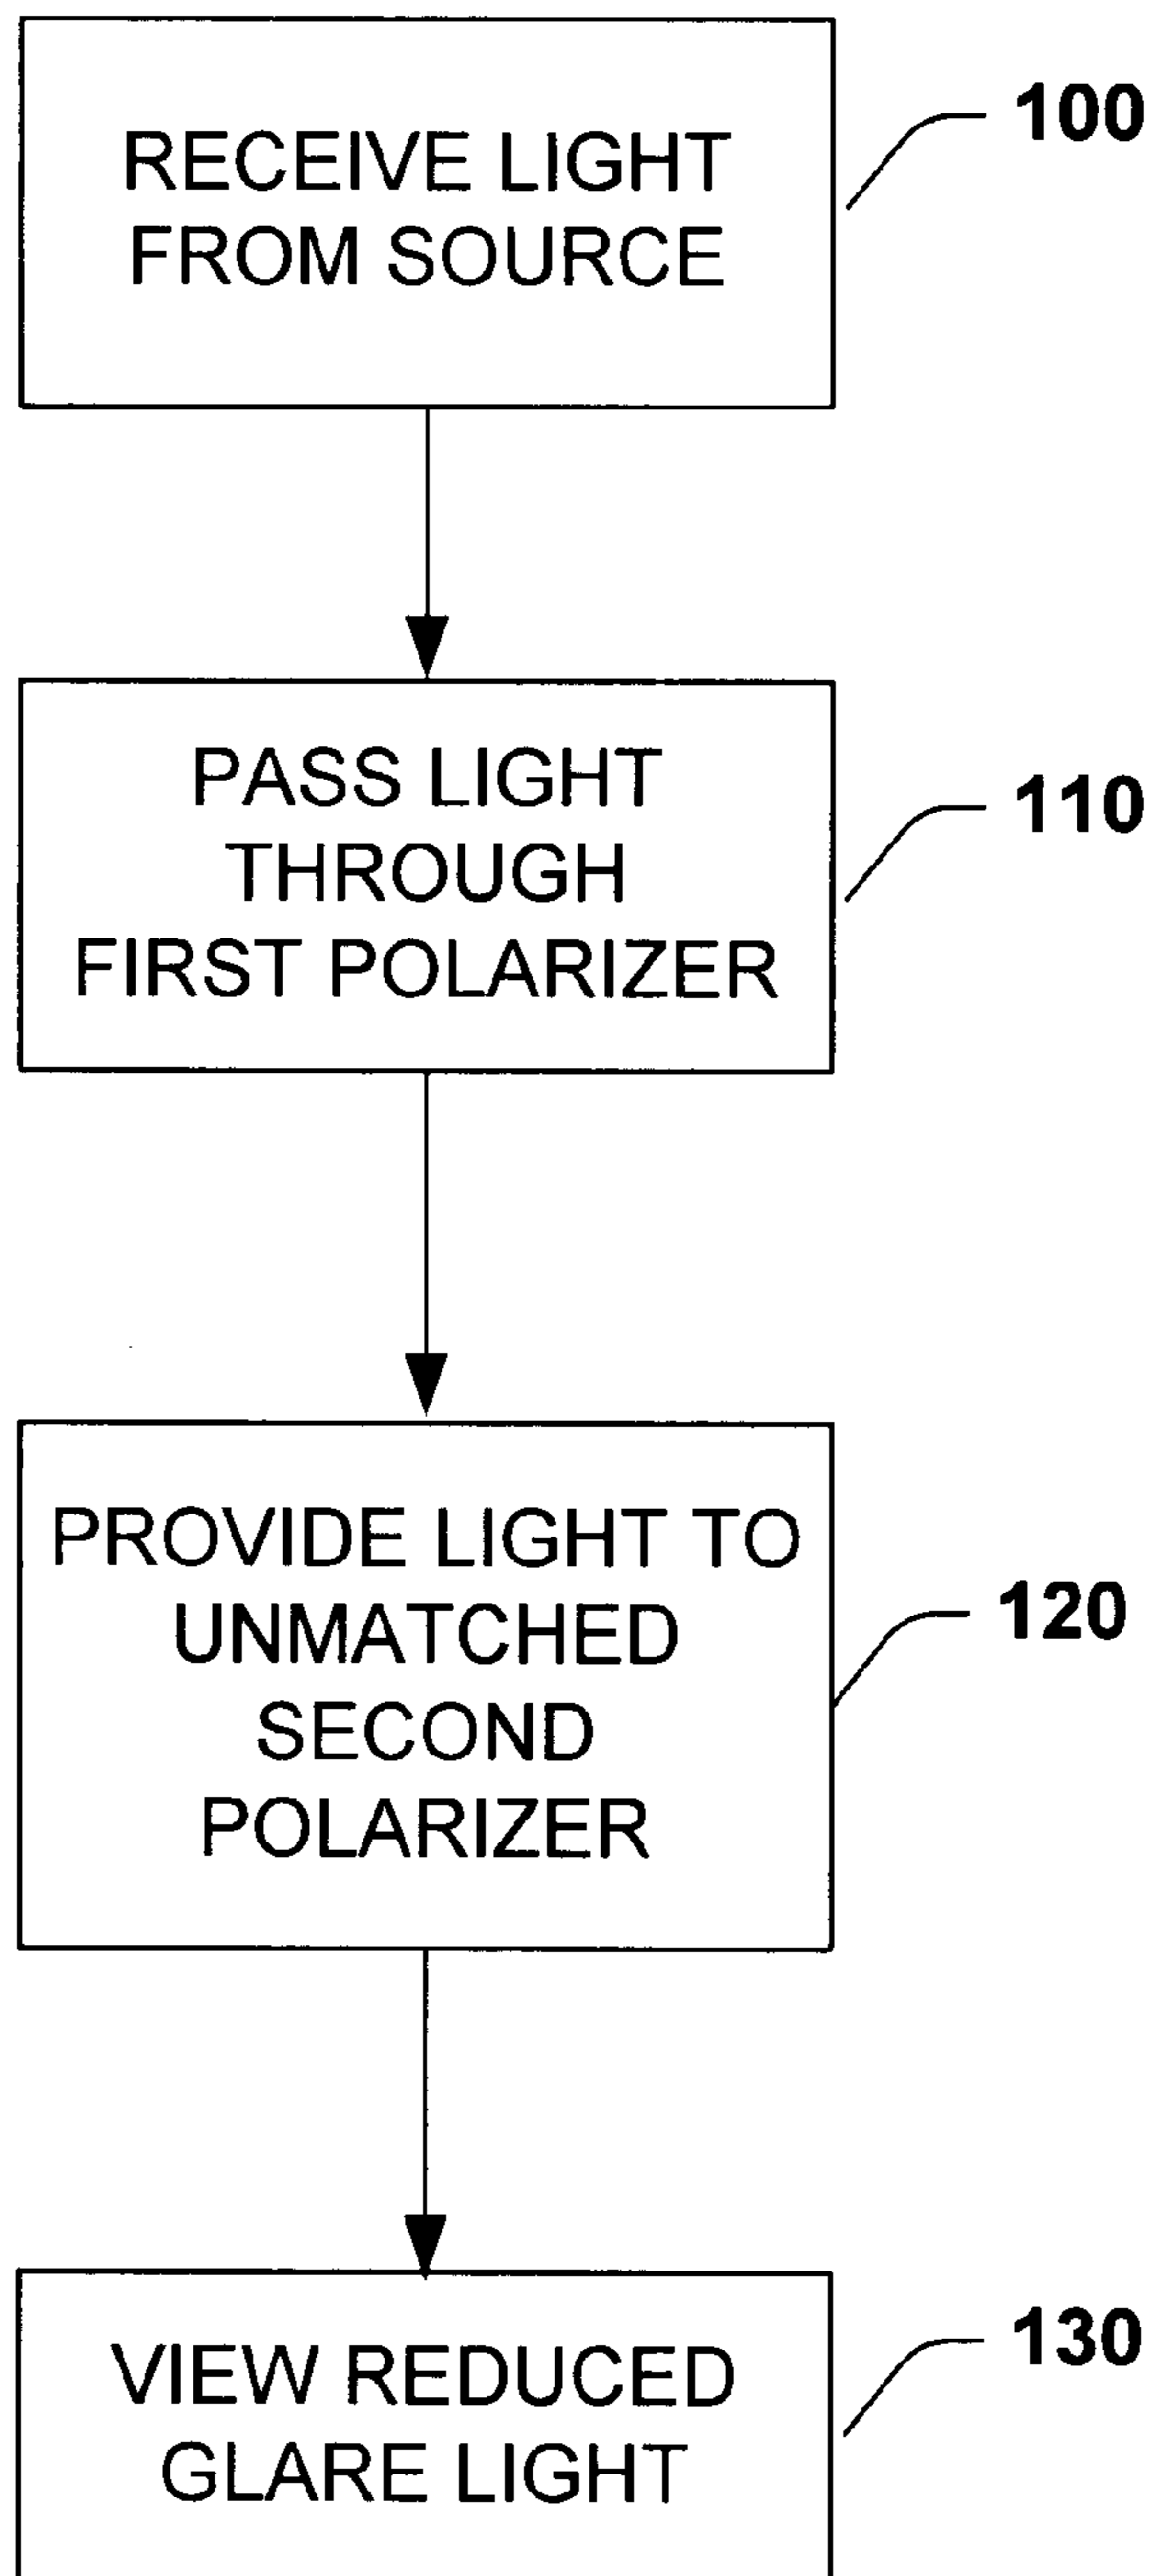 RECEIVE LIGHT
FROM SOURCE
100
PASS LIGHT
THROUGH
FIRST POLARIZER
110
PROVIDE LIGHT TO
UNMATCHED
SECOND
POLARIZER
120
VIEW REDUCED
GLARE LIGHT
130